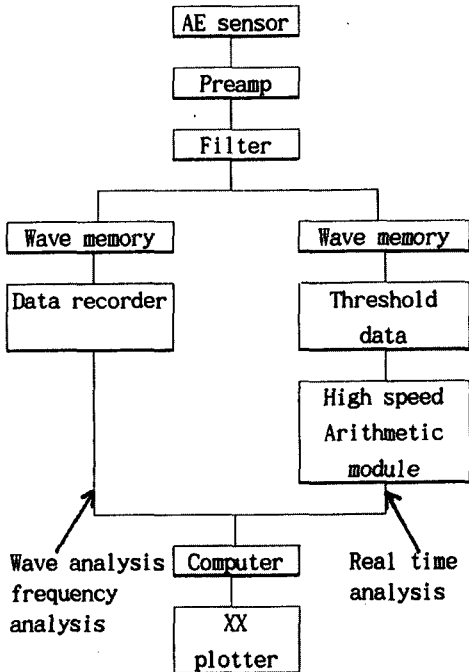 AE sensor
Preamp
Filter
Wave memory
Wave memory
Data recorder
Threshold
data
High speed
Arithmetic
module
Wave analysis
frequency
analysis
Real time
analysis
Computer
XX
plotter